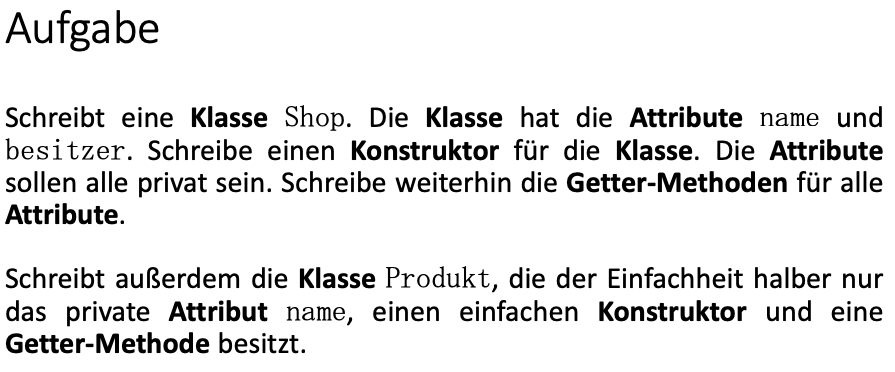 Aufgabe
Schreibt eine Klasse Shop. Die Klasse hat die Attribute name und
besitzer. Schreibe einen Konstruktor für die Klasse. Die Attribute
sollen alle privat sein. Schreibe weiterhin die Getter-Methoden für alle
Attribute.
Schreibt außerdem die Klasse Produkt, die der Einfachheit halber nur
das private Attribut name, einen einfachen Konstruktor und eine
Getter-Methode besitzt.